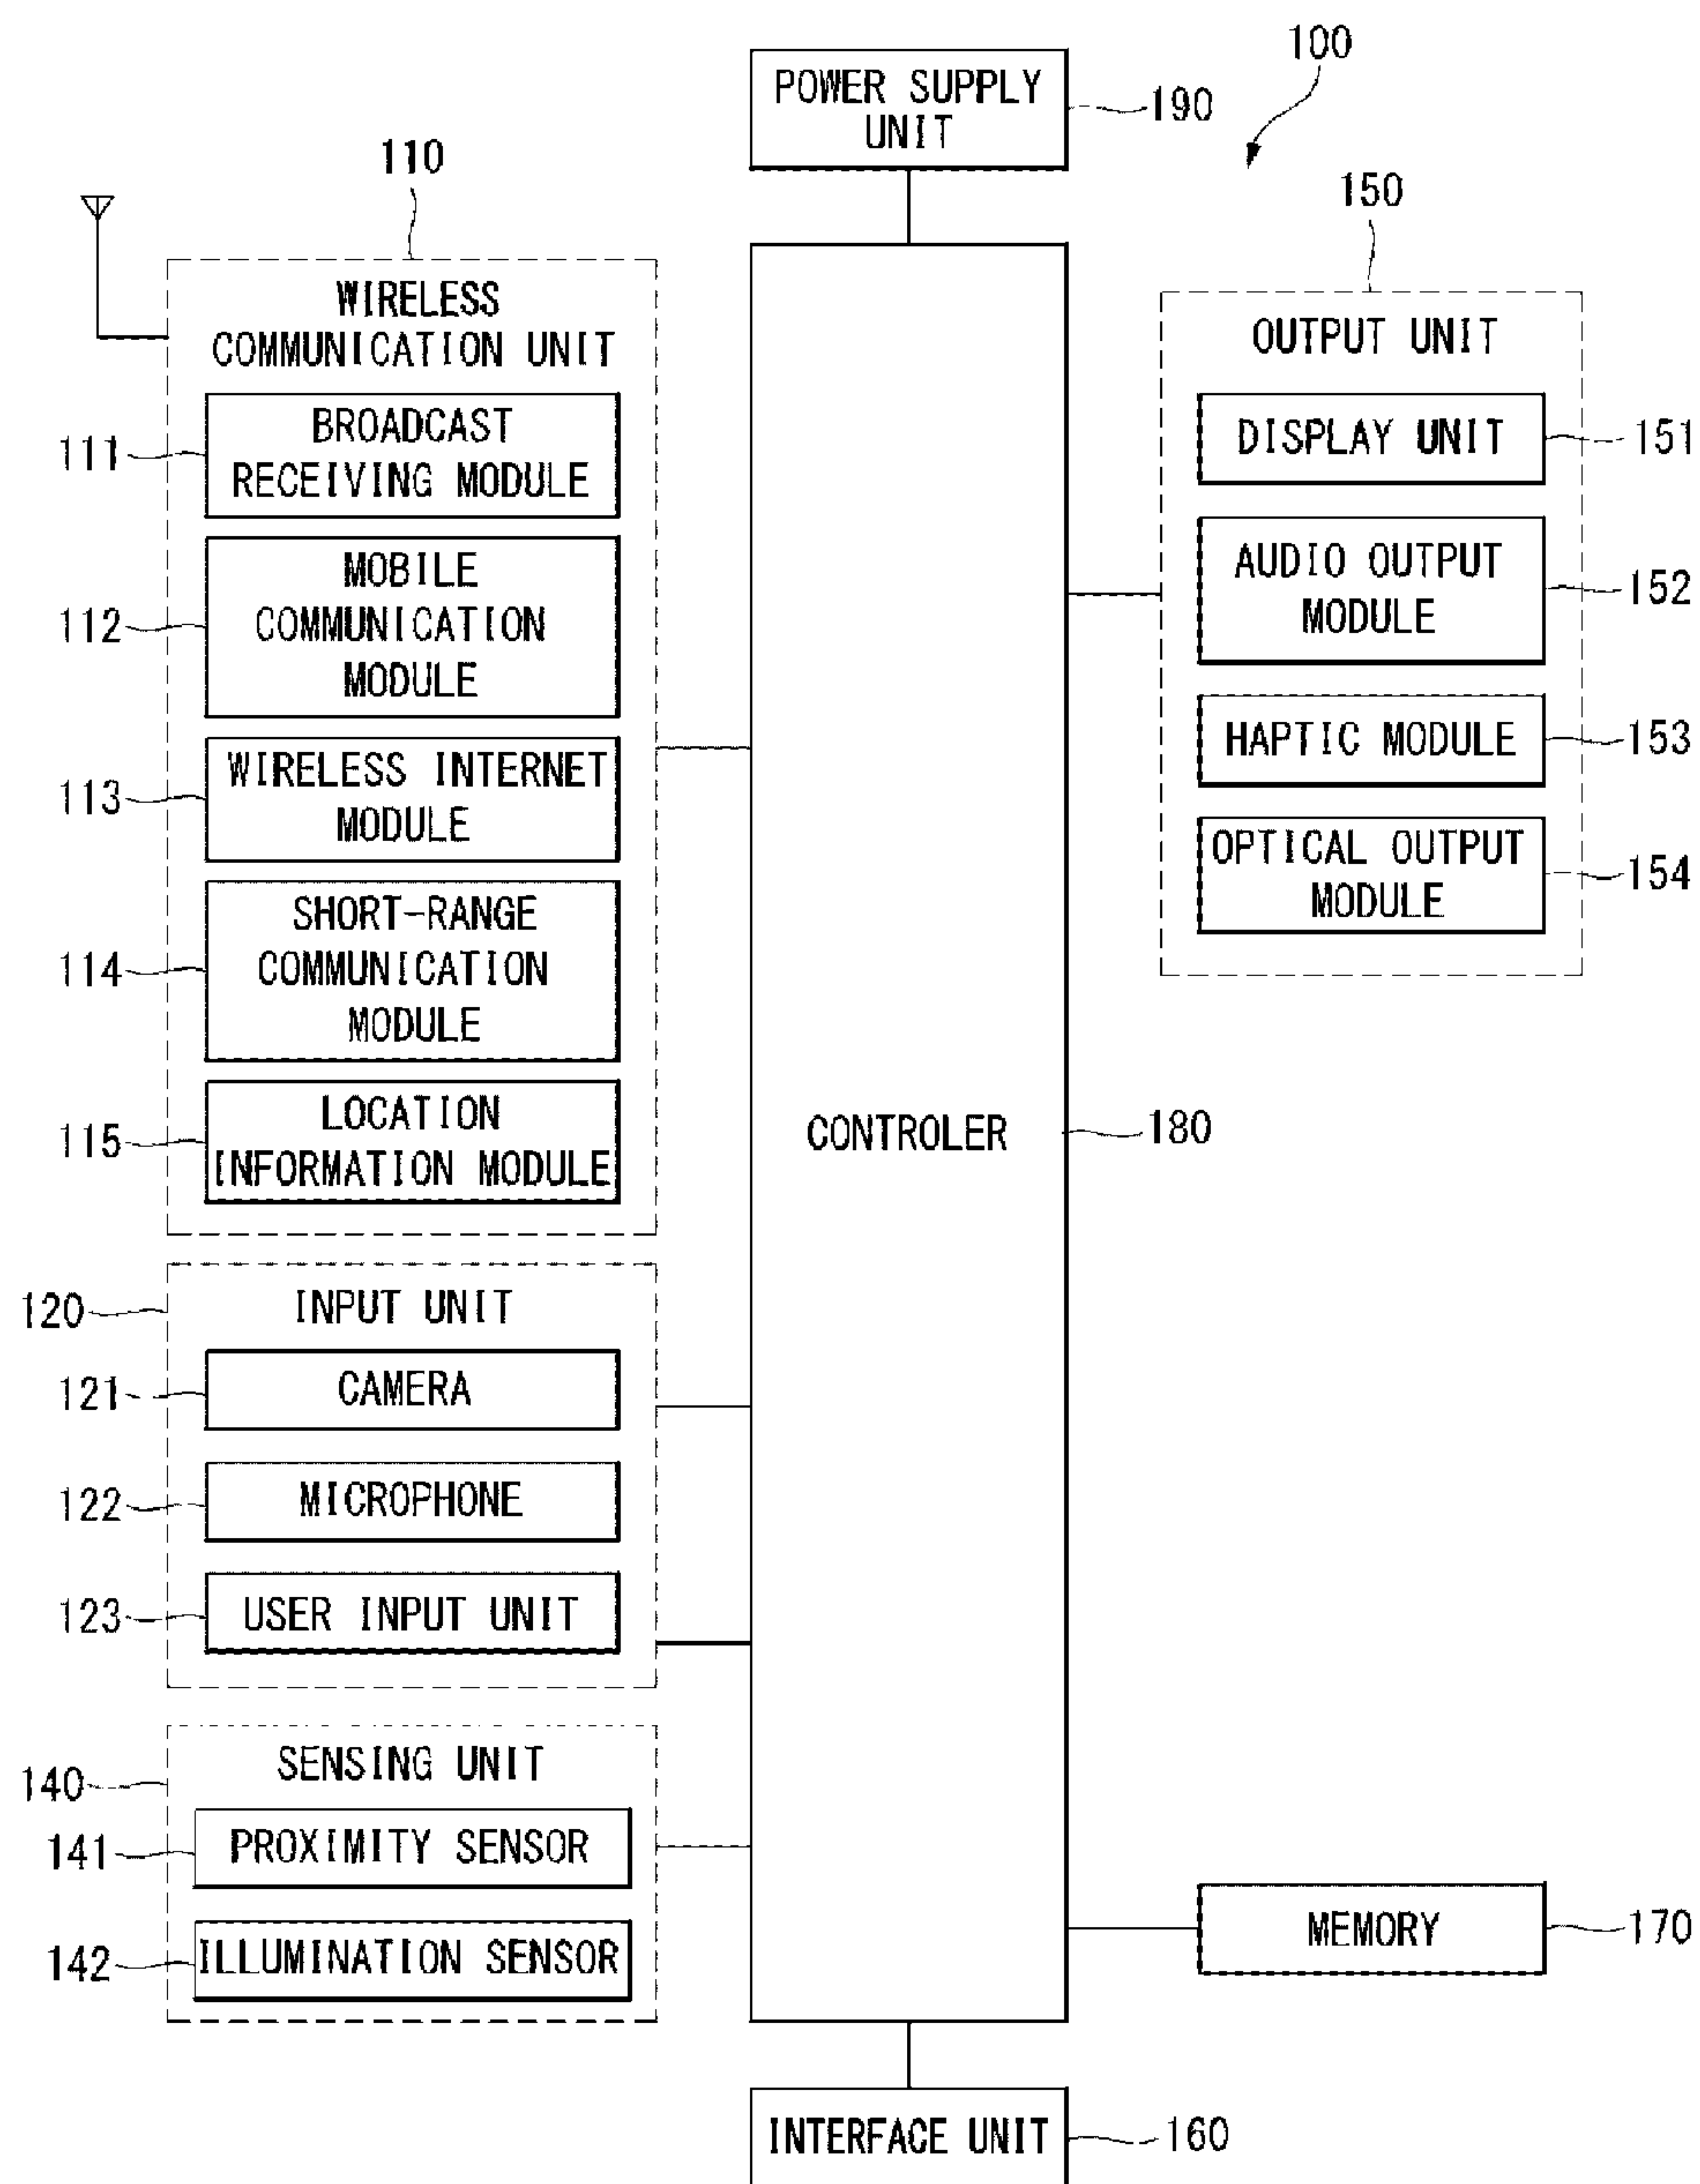 100
POWER SUPPLY
UNIT
190
110
WIRELESS
COMMUNICATION UNIT
111
BROADCAST
RECEIVING MODULE
112
MOBILE
COMMUNICATION
MODULE
113
WIRELESS INTERNET
MODULE
114
SHORT-RANGE
COMMUNICATION
MODULE
115
LOCATION
INFORMATION MODULE
120
INPUT UNIT
121
CAMERA
122
MICROPHONE
123
USER INPUT UNIT
140
SENSING UNIT
141
PROXIMITY SENSOR
142
ILLUMINATION SENSOR
CONTROLER
180
150
OUTPUT UNIT
DISPLAY UNIT
151
AUDIO OUTPUT
MODULE
152
HAPTIC MODULE
153
OPTICAL OUTPUT
MODULE
154
MEMORY
170
INTERFACE UNIT
160